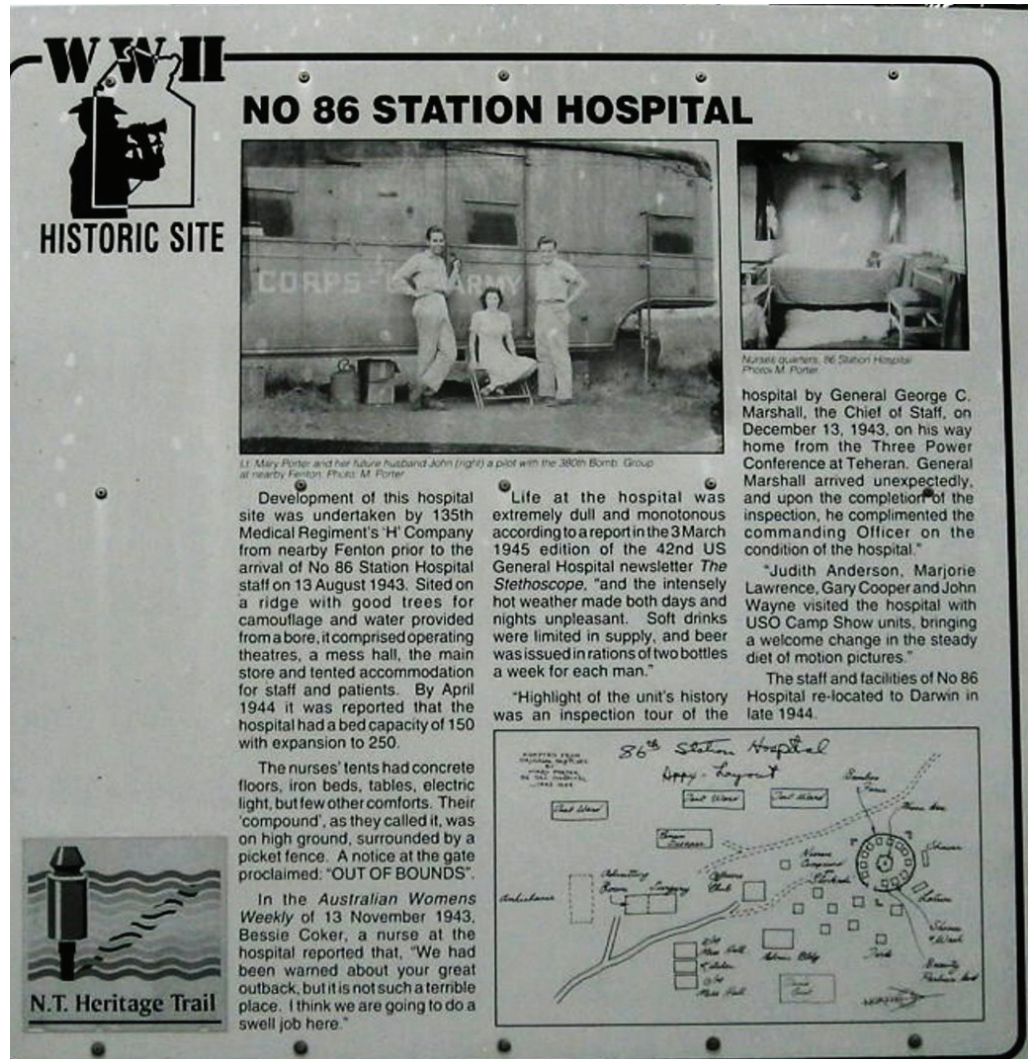 WWII
HISTORIC SITE
NO 86 STATION HOSPITAL
CORPS- ARMY
Lt. Mary Porter and her future husband John (right) a pilot with the 380th Bomb. Group
at nearby Fenton. Photo: M. Porter
Nurses quarters, 86 Station Hospital
Photo: M. Porter
Development of this hospital
site was undertaken by 135th
Medical Regiment's 'H' Company
from nearby Fenton prior to the
arrival of No 86 Station Hospital
staff on 13 August 1943. Sited on
a ridge with good trees for
camouflage and water provided
from a bore, it comprised operating
theatres, a mess hall, the main
store and tented accommodation
for staff and patients. By April
1944 it was reported that the
hospital had a bed capacity of 150
with expansion to 250.
The nurses' tents had concrete
floors, iron beds, tables, electric
light, but few other comforts. Their
'compound', as they called it, was
on high ground, surrounded by a
picket fence. A notice at the gate
proclaimed: "OUT OF BOUNDS".
In the Australian Womens
Weekly of 13 November 1943,
Bessie Coker, a nurse at the
hospital reported that, "We had
been warned about your great
outback, but it is not such a terrible
place. I think we are going to do a
swell job here."
Life at the hospital was
extremely dull and monotonous
according to a report in the 3 March
1945 edition of the 42nd US
General Hospital newsletter The
Stethoscope, "and the intensely
hot weather made both days and
nights unpleasant. Soft drinks
were limited in supply, and beer
was issued in rations of two bottles
a week for each man."
"Highlight of the unit's history
was an inspection tour of the
hospital by General George C.
Marshall, the Chief of Staff, on
December 13, 1943, on his way
home from the Three Power
Conference at Teheran. General
Marshall arrived unexpectedly,
and upon the completion of the
inspection, he complimented the
commanding Officer on the
condition of the hospital."
"Judith Anderson, Marjorie
Lawrence, Gary Cooper and John
Wayne visited the hospital with
USO Camp Show units, bringing
a welcome change in the steady
diet of motion pictures."
The staff and facilities of No 86
Hospital re-located to Darwin in
late 1944.
86th Station Hospital
Appx - Layout
ADAPTED FROM
ORIGINAL
BY
MARY PORTER
Tent Ward
Tent Ward
Tent Ward
Ambulance
Admitting
Room
Surgery
Officers
Club
Nurses
Compound
Shower
Latrine
Mess Hall
Kitchen
Mess Hall
Admin Bldg
Tents
N.T. Heritage Trail